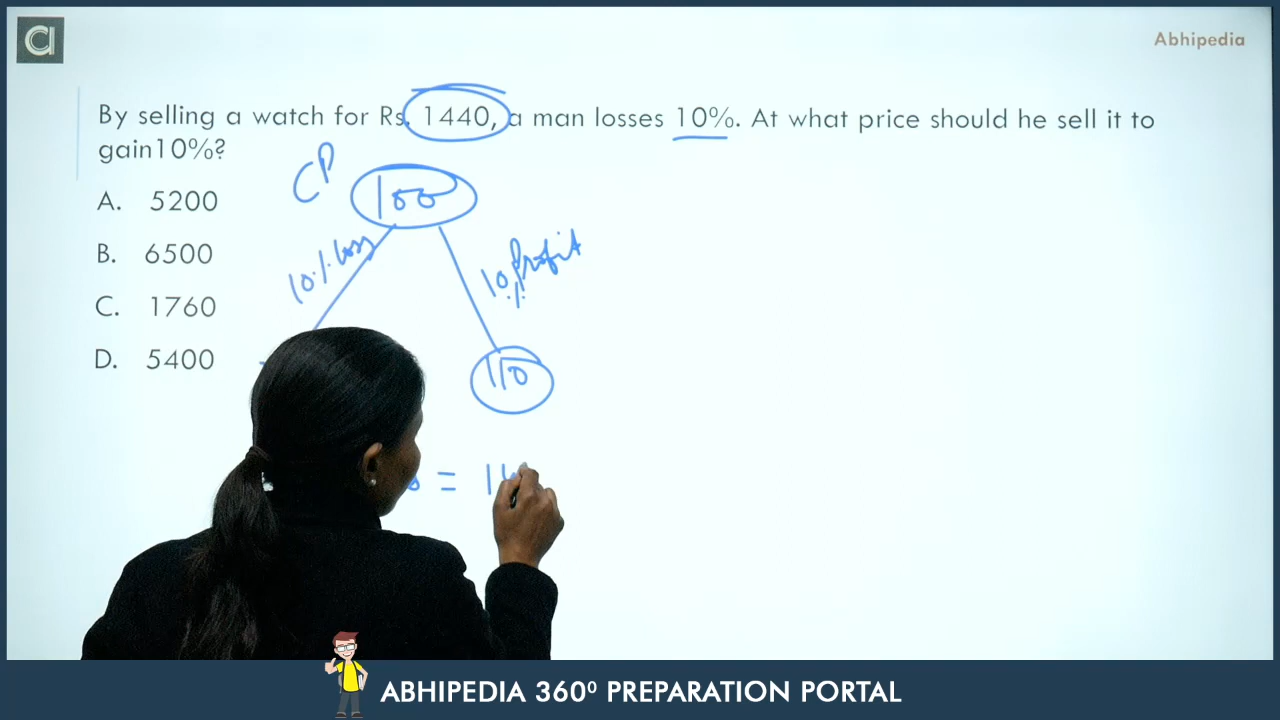 Abhipedia
By selling a watch for Rs. 1440, a man losses 10%. At what price should he sell it to
gain10%?
CP
100
A. 5200
B. 6500
10% loss
10% Profit
C. 1760
D. 5400
110
=
ABHIPEDIA 360⁰ PREPARATION PORTAL